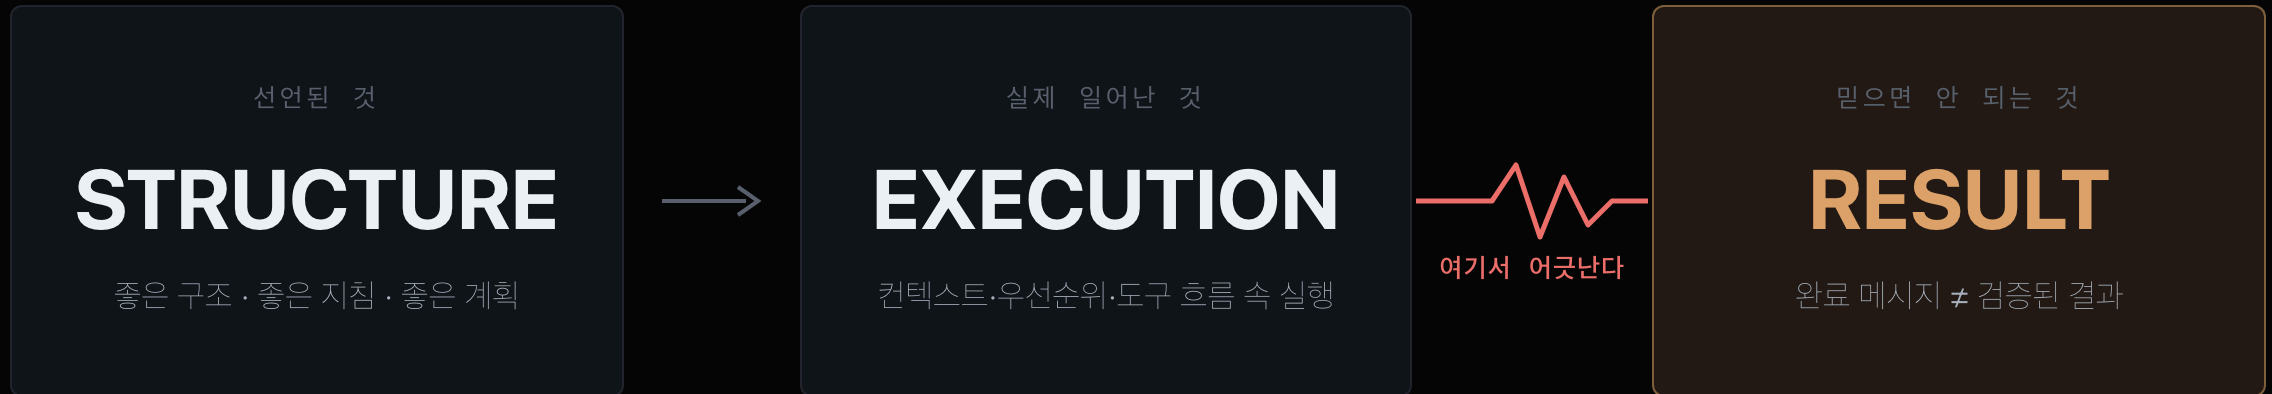 선언된 것
STRUCTURE
좋은 구조 · 좋은 지침 · 좋은 계획
실제 일어난 것
EXECUTION
컨텍스트·우선순위·도구 흐름 속 실행
여기서 어긋난다
믿으면 안 되는 것
RESULT
완료 메시지 ≠ 검증된 결과